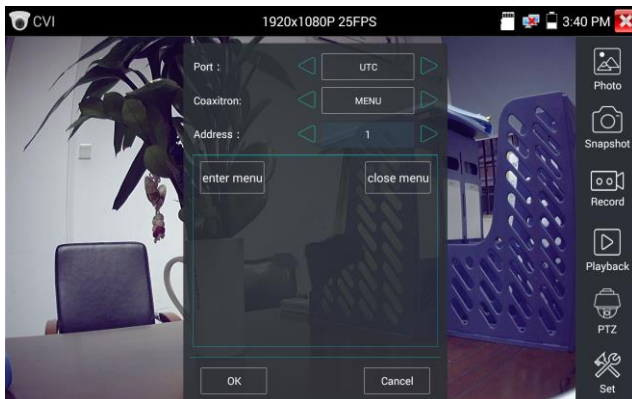 CVI 1920x1080P 25FPS 3:40 PM
Port : UTC
Coaxitron: MENU
Address : 1
enter menu close menu
OK Cancel
Photo
Snapshot
Record
Playback
PTZ
Set